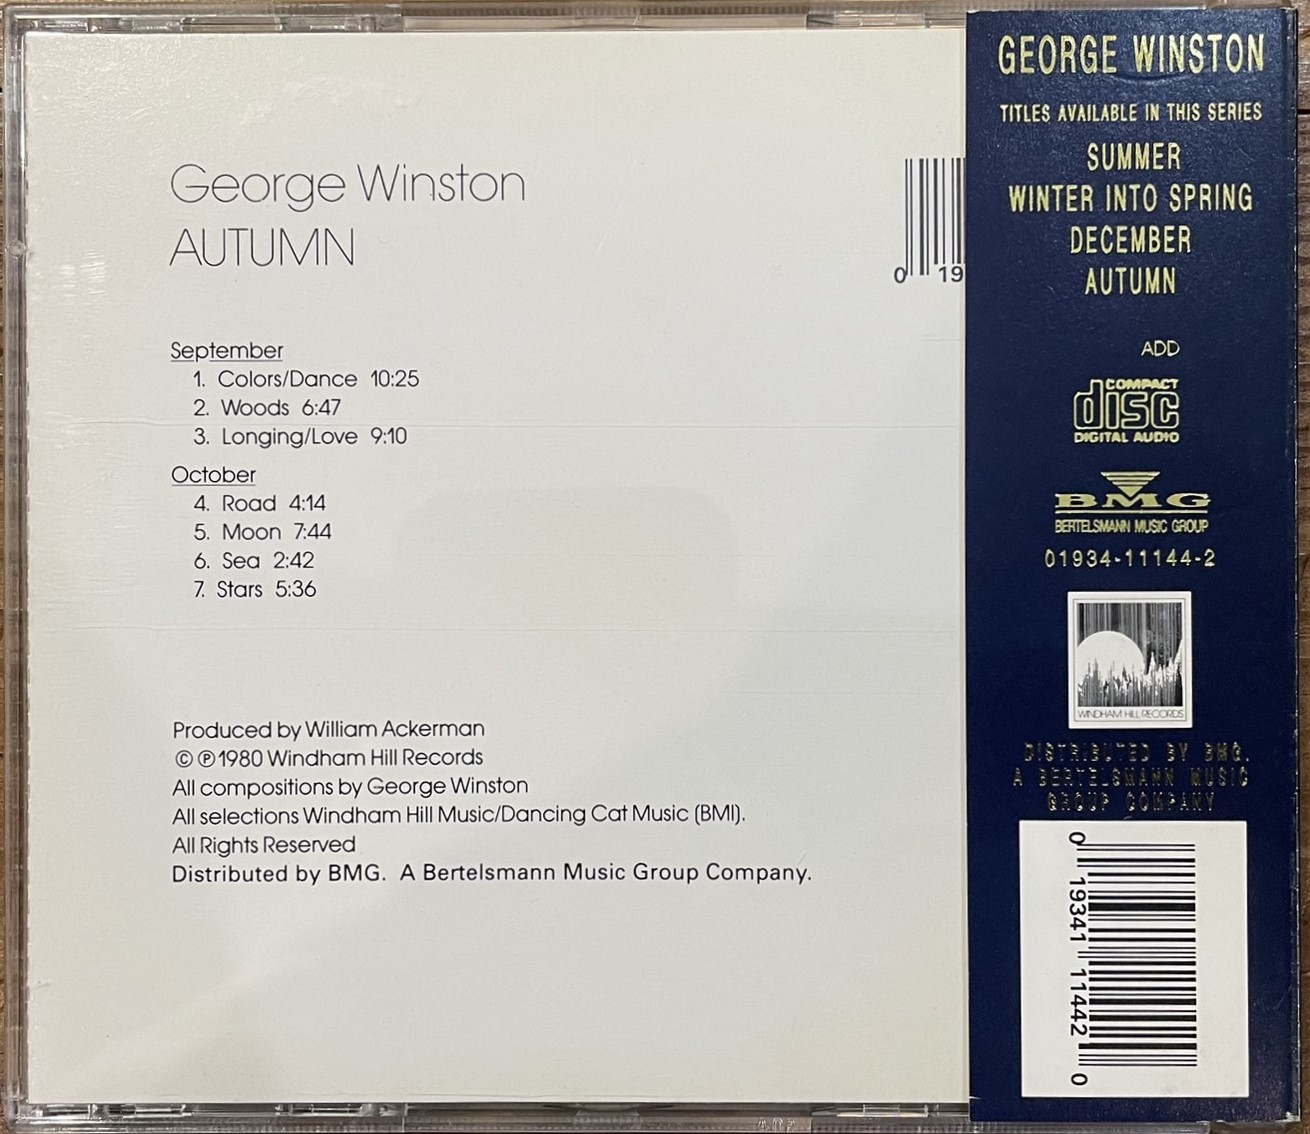 George Winston
AUTUMN
September
1. Colors/Dance 10:25
2. Woods 6:47
3. Longing/Love 9:10
October
4. Road 4:14
5. Moon 7:44
6. Sea 2:42
7. Stars 5:36
Produced by William Ackerman
© ℗ 1980 Windham Hill Records
All compositions by George Winston
All selections Windham Hill Music/Dancing Cat Music (BMI).
All Rights Reserved
Distributed by BMG. A Bertelsmann Music Group Company.
0 19
GEORGE WINSTON
TITLES AVAILABLE IN THIS SERIES
SUMMER
WINTER INTO SPRING
DECEMBER
AUTUMN
ADD
COMPACT
disc
DIGITAL AUDIO
BMG
BERTELSMANN MUSIC GROUP
01934-11144-2
WINDHAM HILL RECORDS
DISTRIBUTED BY BMG.
A BERTELSMANN MUSIC
GROUP COMPANY
0 19341 11442 0